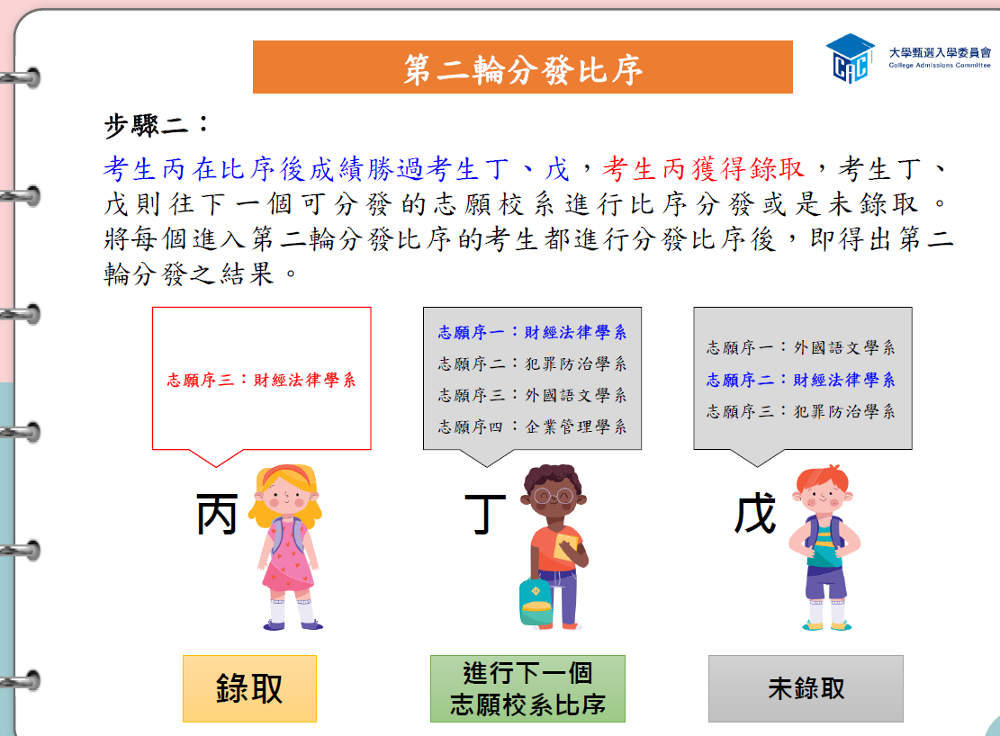 第二輪分發比序
大學甄選入學委員會
CAC
College Admissions Committee
步驟二：
考生丙在比序後成績勝過考生丁、戊，考生丙獲得錄取，考生丁、
戊則往下一個可分發的志願校系進行比序分發或是未錄取。
將每個進入第二輪分發比序的考生都進行分發比序後，即得出第二
輪分發之結果。
志願序三：財經法律學系
志願序一：財經法律學系
志願序二：犯罪防治學系
志願序三：外國語文學系
志願序四：企業管理學系
志願序一：外國語文學系
志願序二：財經法律學系
志願序三：犯罪防治學系
丙
丁
戊
錄取
進行下一個
志願校系比序
未錄取